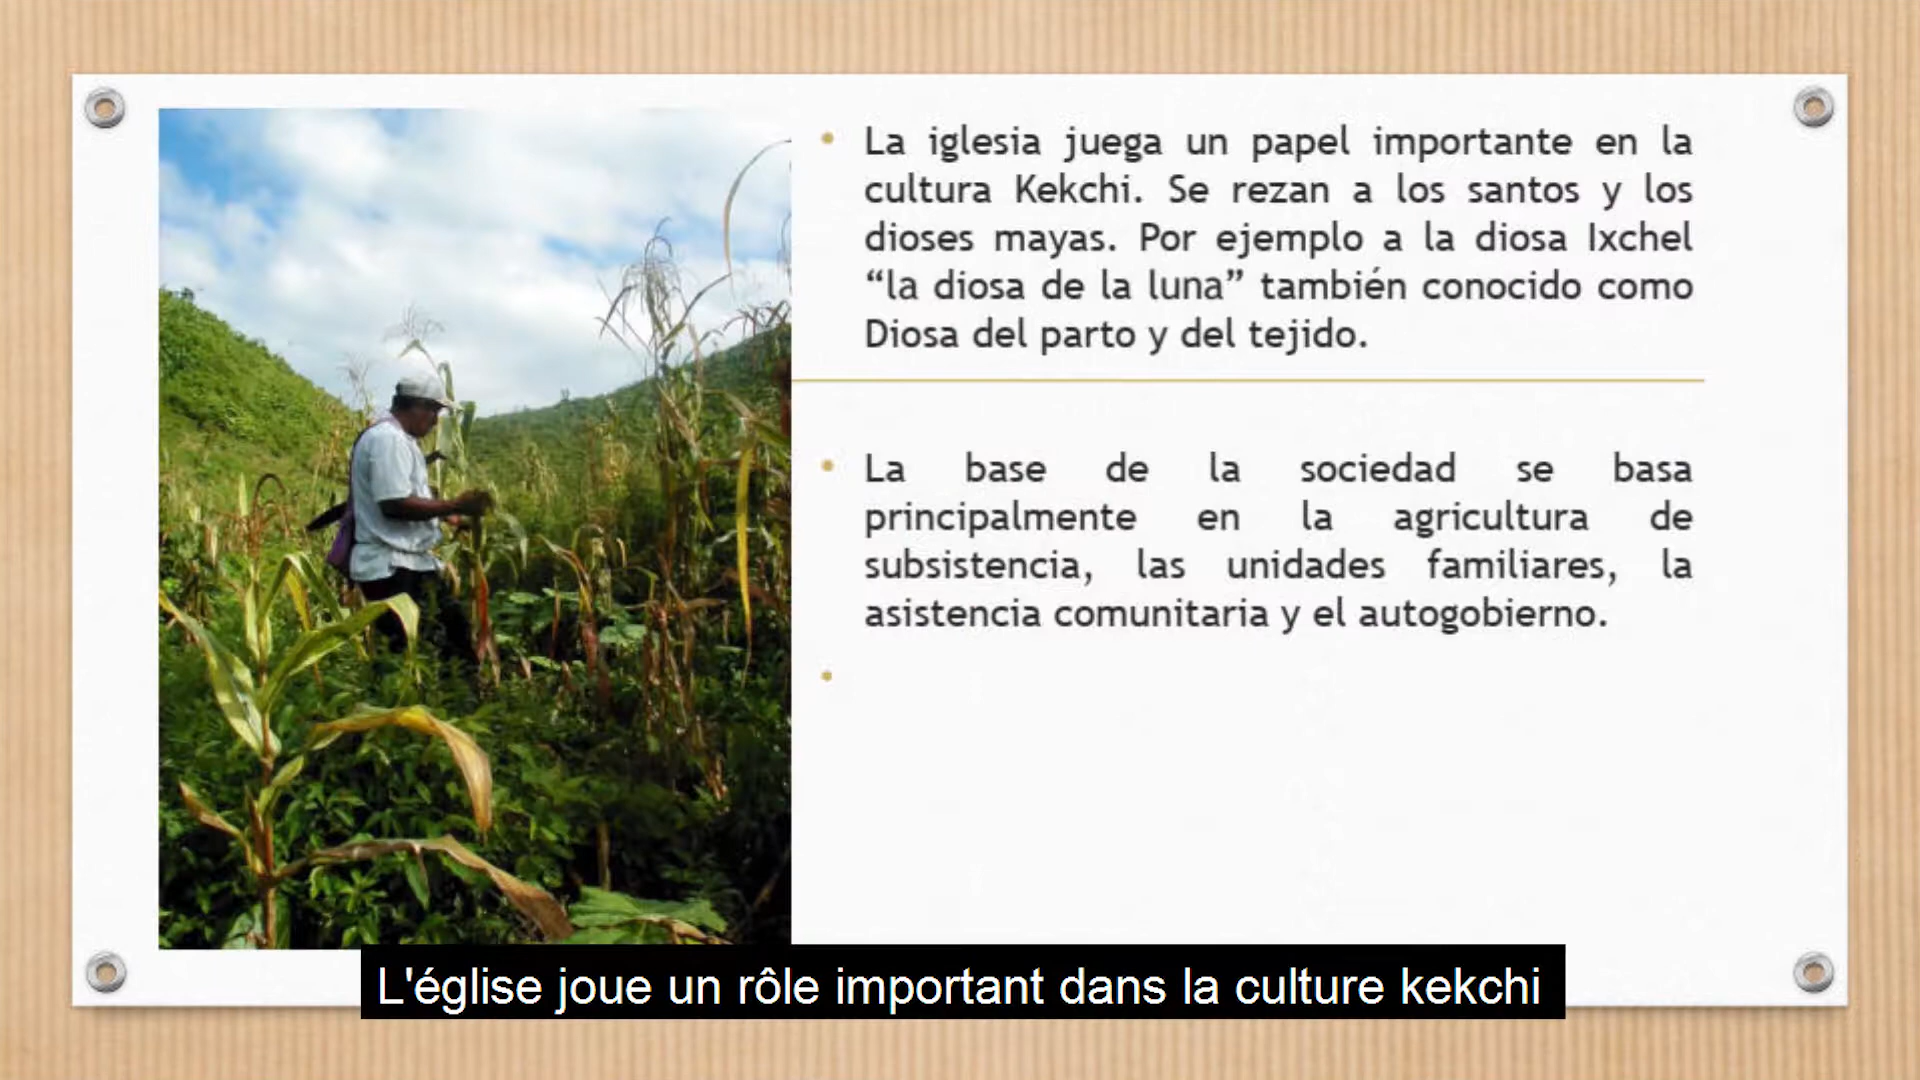 La iglesia juega un papel importante en la
cultura Kekchi. Se rezan a los santos y los
dioses mayas. Por ejemplo a la diosa Ixchel
“la diosa de la luna” también conocido como
Diosa del parto y del tejido.
La base de la sociedad se basa
principalmente en la agricultura de
subsistencia, las unidades familiares, la
asistencia comunitaria y el autogobierno.
L'église joue un rôle important dans la culture kekchi